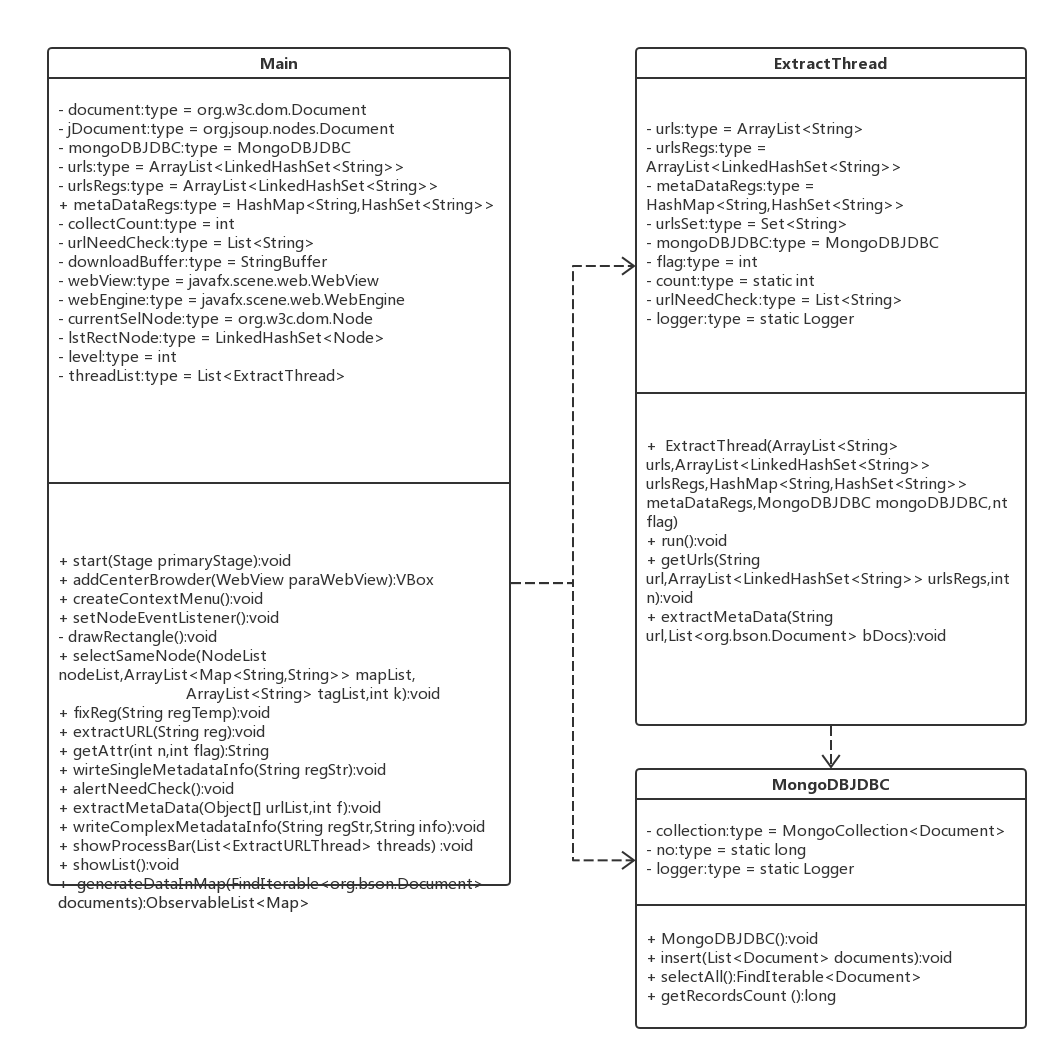 Main
- document:type = org.w3c.dom.Document
- jDocument:type = org.jsoup.nodes.Document
- mongoDBJDBC:type = MongoDBJDBC
- urls:type = ArrayList<LinkedHashSet<String>>
- urlsRegs:type = ArrayList<LinkedHashSet<String>>
+ metaDataRegs:type = HashMap<String,HashSet<String>>
- collectCount:type = int
- urlNeedCheck:type = List<String>
- downloadBuffer:type = StringBuffer
- webView:type = javafx.scene.web.WebView
- webEngine:type = javafx.scene.web.WebEngine
- currentSelNode:type = org.w3c.dom.Node
- lstRectNode:type = LinkedHashSet<Node>
- level:type = int
- threadList:type = List<ExtractThread>
+ start(Stage primaryStage):void
+ addCenterBrowder(WebView paraWebView):VBox
+ createContextMenu():void
+ setNodeEventListener():void
- drawRectangle():void
+ selectSameNode(NodeList
nodeList,ArrayList<Map<String,String>> mapList,
ArrayList<String> tagList,int k):void
+ fixReg(String regTemp):void
+ extractURL(String reg):void
+ getAttr(int n,int flag):String
+ wirteSingleMetadataInfo(String regStr):void
+ alertNeedCheck():void
+ extractMetaData(Object[] urlList,int f):void
+ writeComplexMetadataInfo(String regStr,String info):void
+ showProcessBar(List<ExtractURLThread> threads) :void
+ showList():void
+  generateDataInMap(FindIterable<org.bson.Document>
documents):ObservableList<Map>
ExtractThread
- urls:type = ArrayList<String>
- urlsRegs:type =
ArrayList<LinkedHashSet<String>>
- metaDataRegs:type =
HashMap<String,HashSet<String>>
- urlsSet:type = Set<String>
- mongoDBJDBC:type = MongoDBJDBC
- flag:type = int
- count:type = static int
- urlNeedCheck:type = List<String>
- logger:type = static Logger
+  ExtractThread(ArrayList<String>
urls,ArrayList<LinkedHashSet<String>>
urlsRegs,HashMap<String,HashSet<String>>
metaDataRegs,MongoDBJDBC mongoDBJDBC,nt
flag)
+ run():void
+ getUrls(String
url,ArrayList<LinkedHashSet<String>> urlsRegs,int
n):void
+ extractMetaData(String
url,List<org.bson.Document> bDocs):void
MongoDBJDBC
- collection:type = MongoCollection<Document>
- no:type = static long
- logger:type = static Logger
+ MongoDBJDBC():void
+ insert(List<Document> documents):void
+ selectAll():FindIterable<Document>
+ getRecordsCount ():long